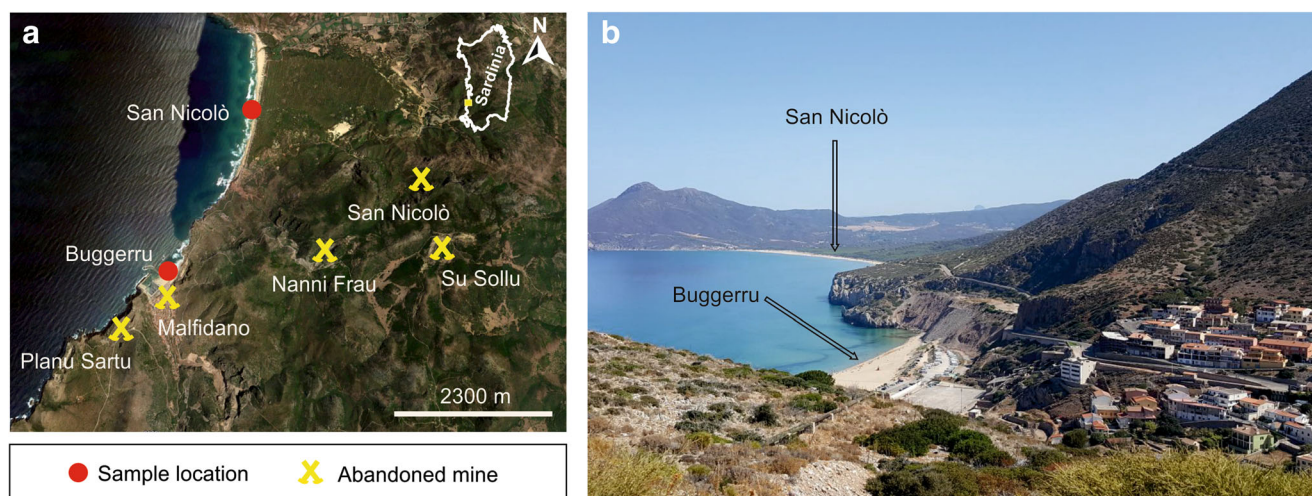 a
N
Sardinia
San Nicolò
San Nicolò
Buggerru
Nanni Frau
Su Sollu
Malfidano
Planu Sartu
2300 m
Sample location
Abandoned mine
b
San Nicolò
Buggerru